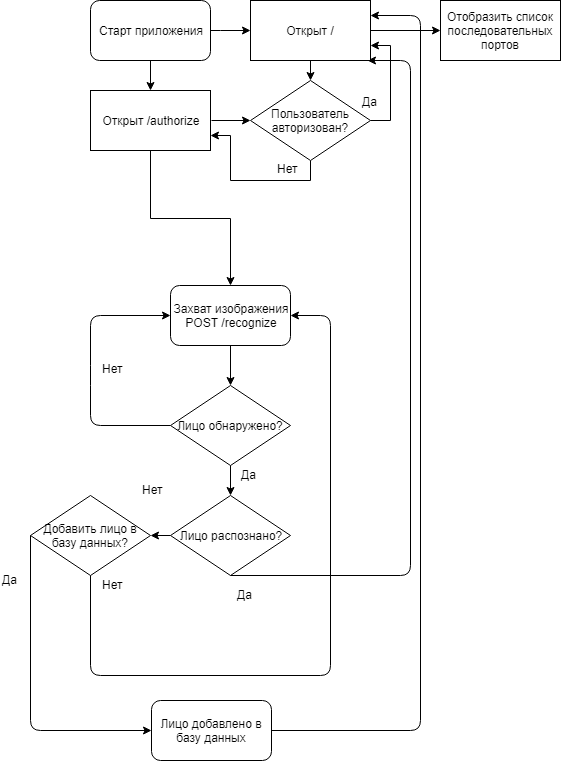 Старт приложения
Открыт /
Отобразить список
последовательных
портов
Открыт /authorize
Пользователь
авторизован?
Да
Нет
Захват изображения
POST /recognize
Нет
Лицо обнаружено?
Да
Нет
Добавить лицо в
базу данных?
Лицо распознано?
Да
Нет
Да
Лицо добавлено в
базу данных